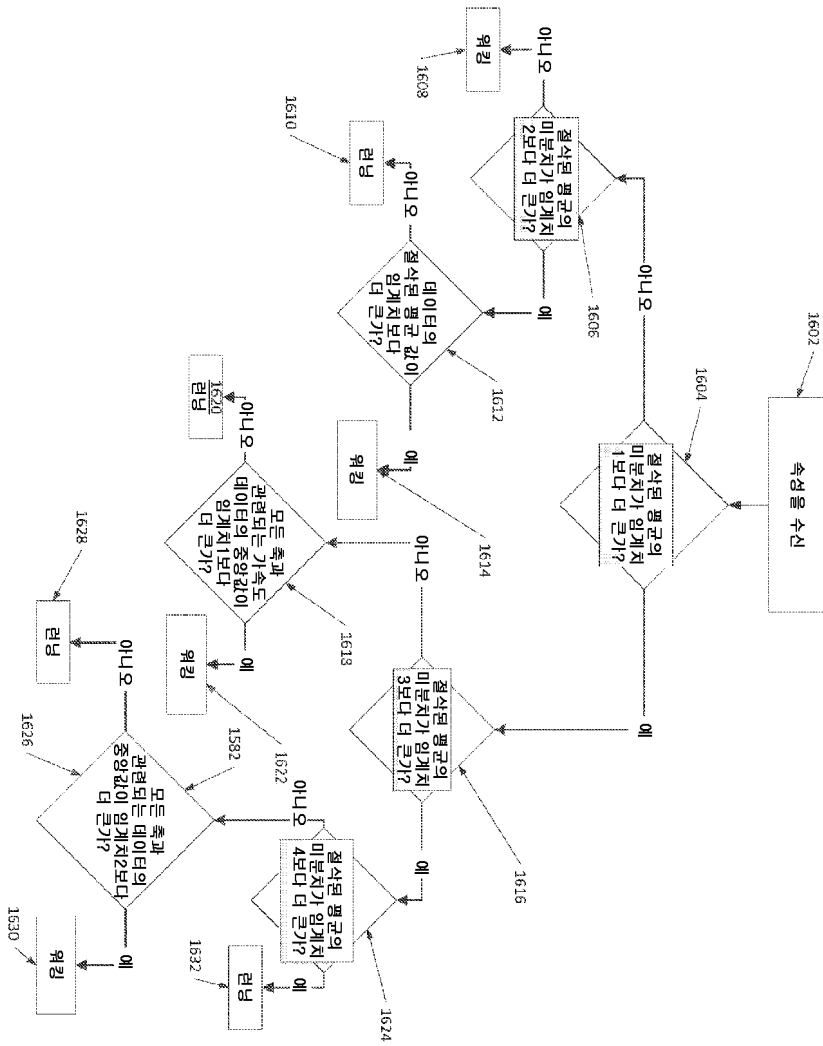 1602
속성을 수신
1604
절삭된 평균의
미분치가 임계치
1보다 더 큰가?
아니오
예
1606
절삭된 평균의
미분치가 임계치
2보다 더 큰가?
아니오
워킹
1608
예
1612
데이터의
절삭된 평균 값이
임계치보다
더 큰가?
아니오
런닝
1610
예
워킹
1614
1616
절삭된 평균의
미분치가 임계치
3보다 더 큰가?
아니오
예
1618
모든 축과
관련되는 가속도
데이터의 중앙값이
임계치1보다
더 큰가?
아니오
1620
런닝
예
워킹
1622
1624
절삭된 평균의
미분치가 임계치
4보다 더 큰가?
아니오
예
런닝
1632
1582
1626
모든 축과
관련되는 데이터의
중앙값이 임계치2보다
더 큰가?
아니오
런닝
1628
예
워킹
1630